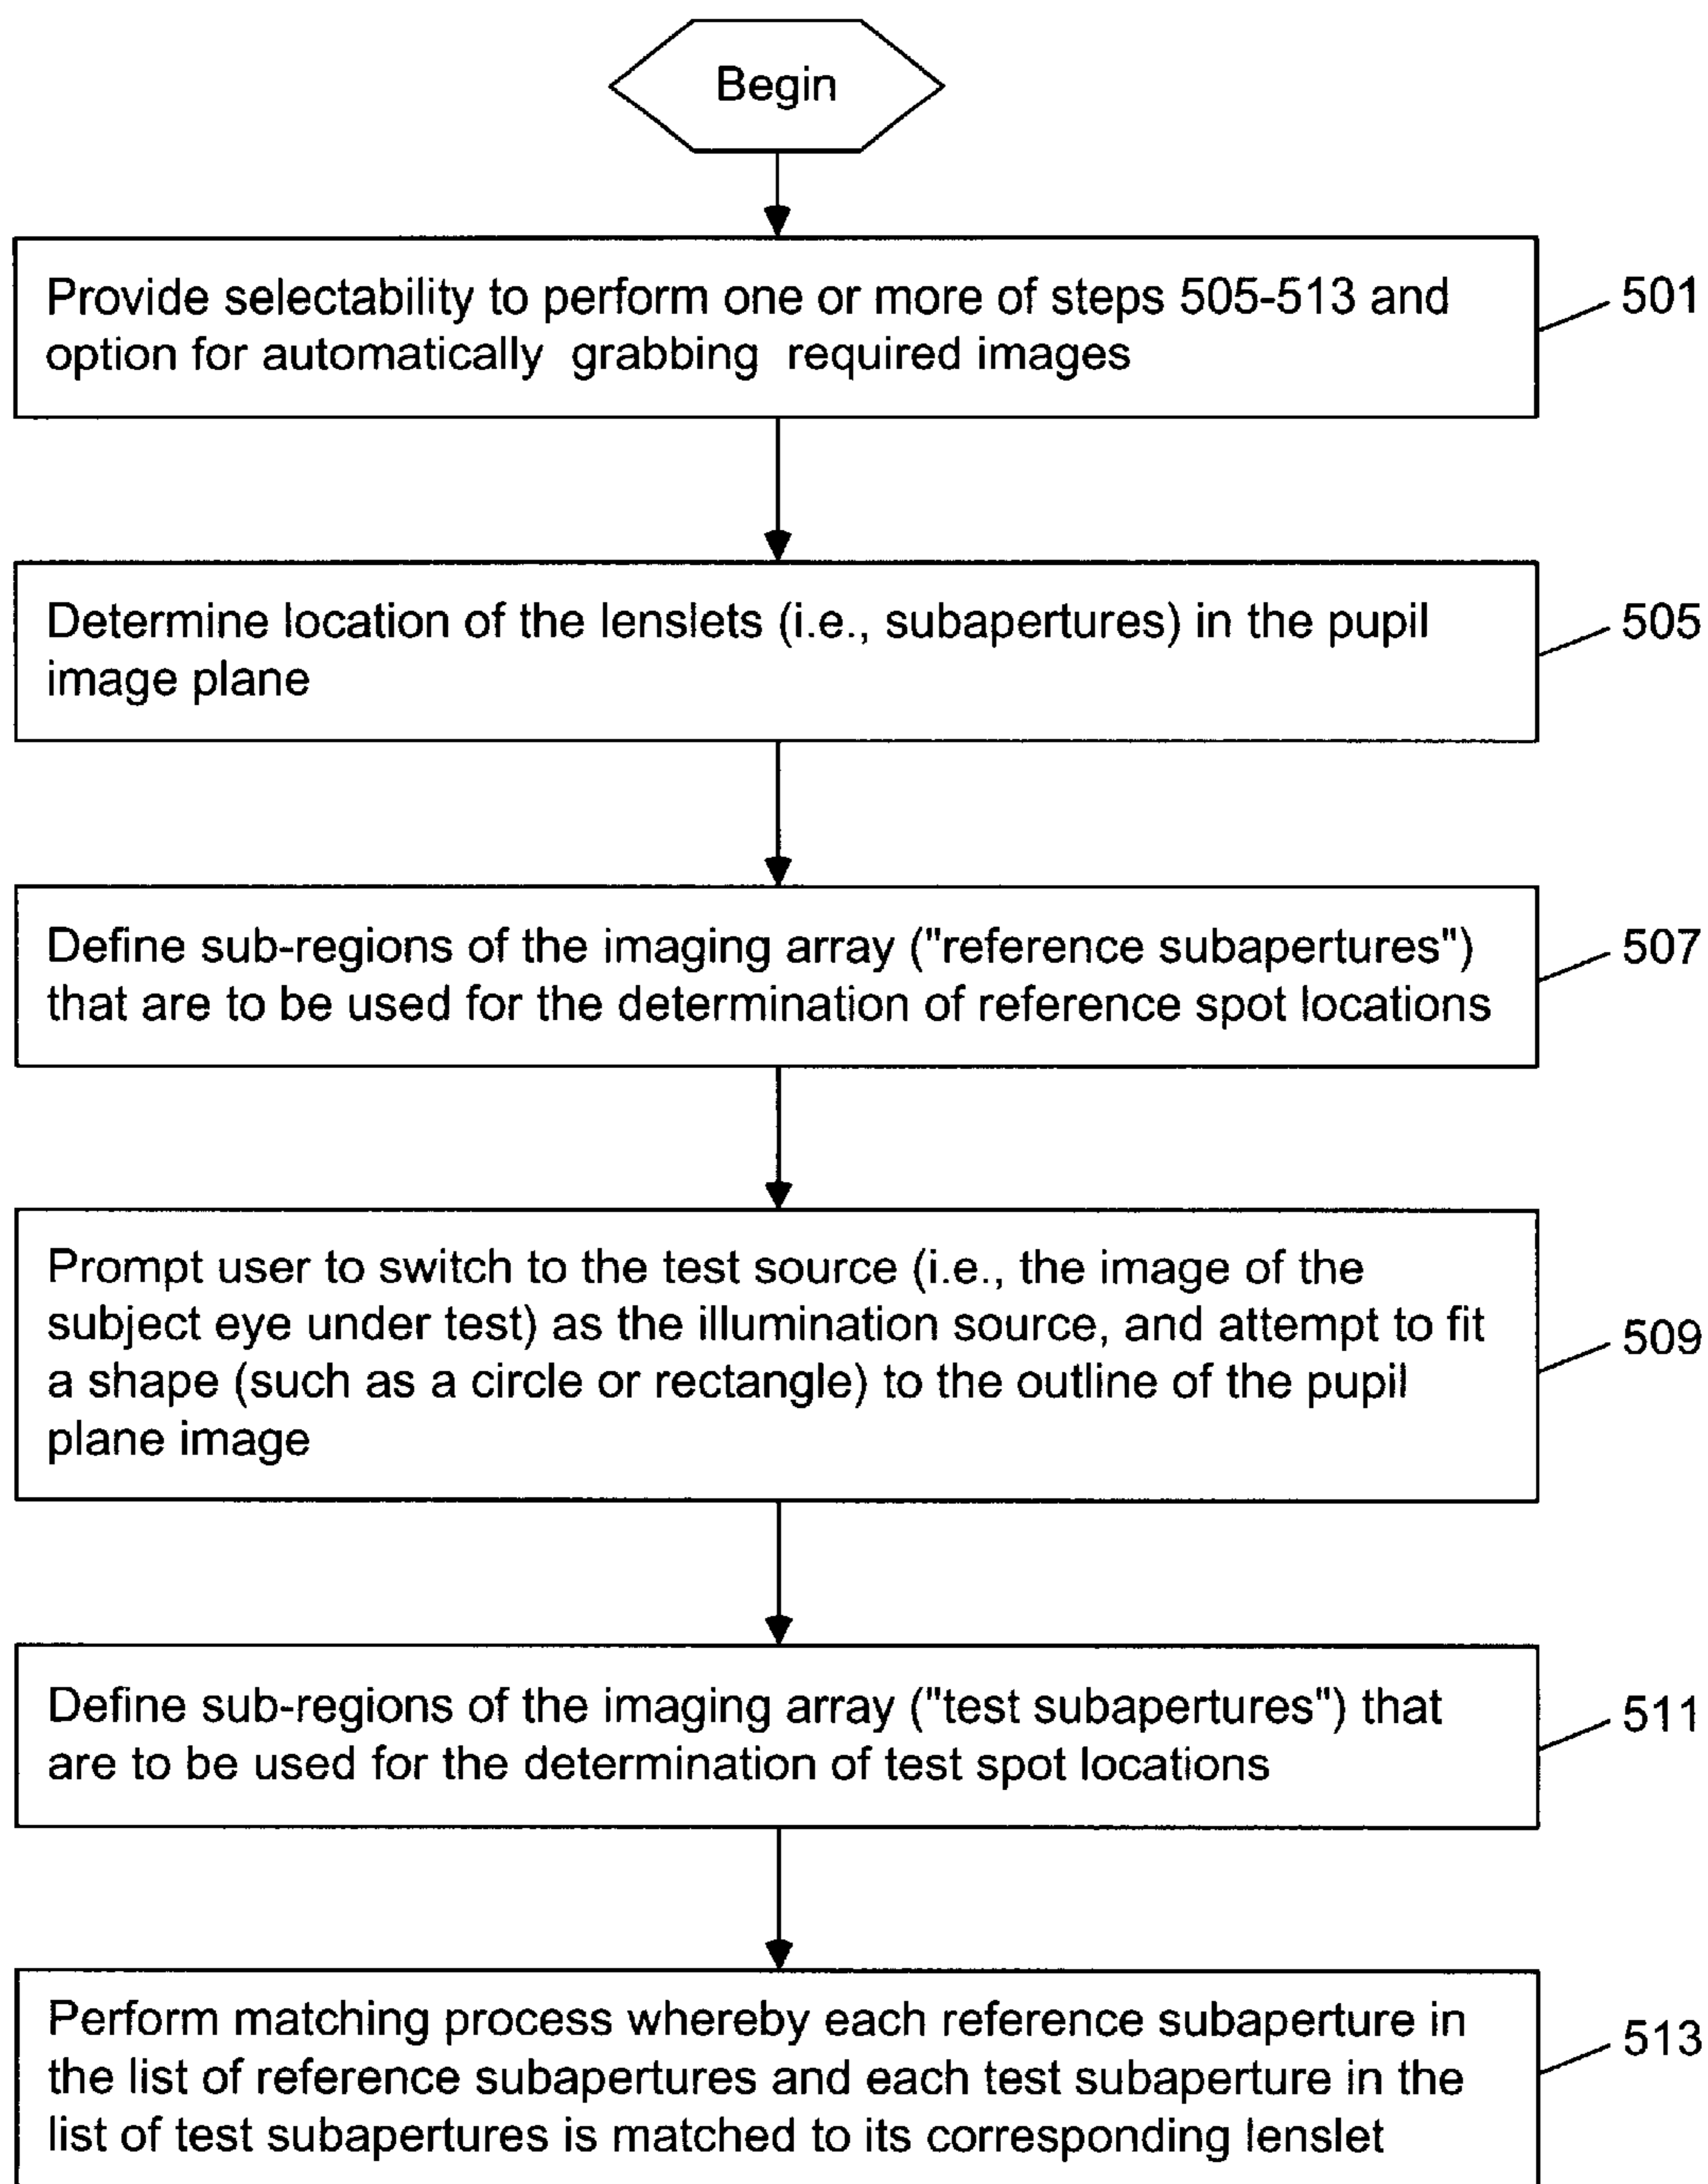 Begin
Provide selectability to perform one or more of steps 505-513 and
option for automatically grabbing required images
501
Determine location of the lenslets (i.e., subapertures) in the pupil
image plane
505
Define sub-regions of the imaging array ("reference subapertures")
that are to be used for the determination of reference spot locations
507
Prompt user to switch to the test source (i.e., the image of the
subject eye under test) as the illumination source, and attempt to fit
a shape (such as a circle or rectangle) to the outline of the pupil
plane image
509
Define sub-regions of the imaging array ("test subapertures") that
are to be used for the determination of test spot locations
511
Perform matching process whereby each reference subaperture in
the list of reference subapertures and each test subaperture in the
list of test subapertures is matched to its corresponding lenslet
513